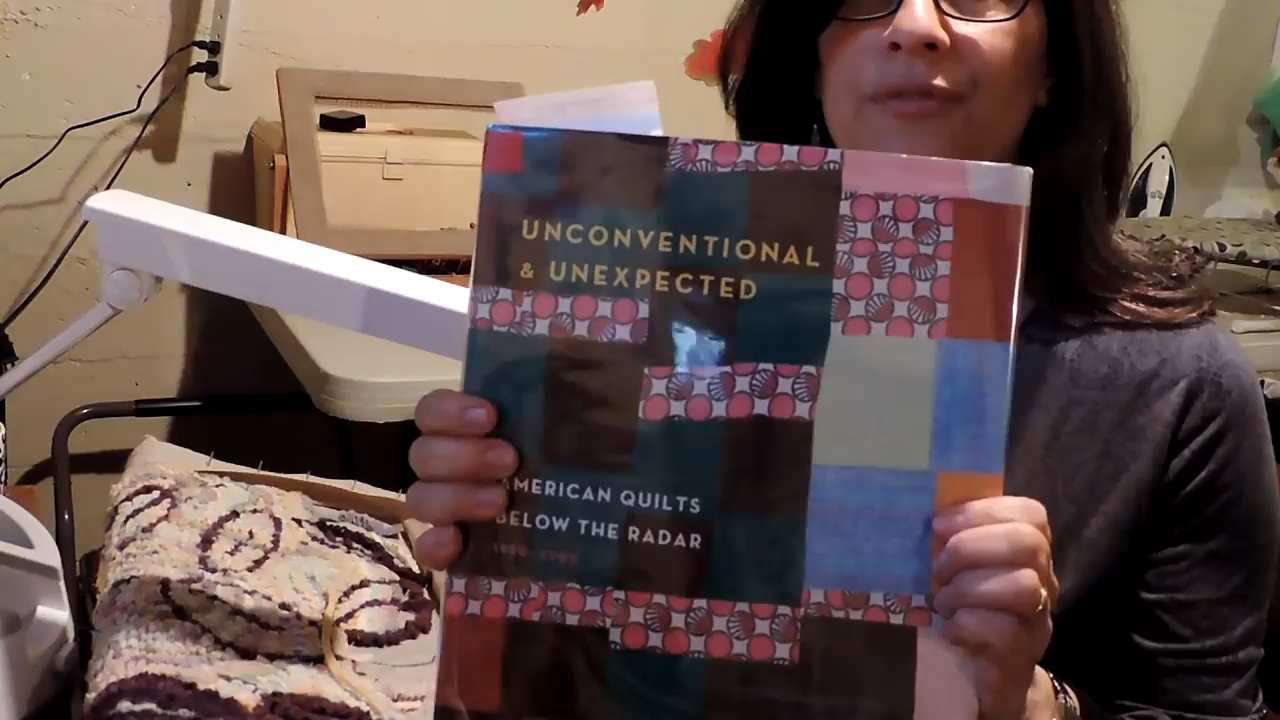 UNCONVENTIONAL
& UNEXPECTED
AMERICAN QUILTS
BELOW THE RADAR